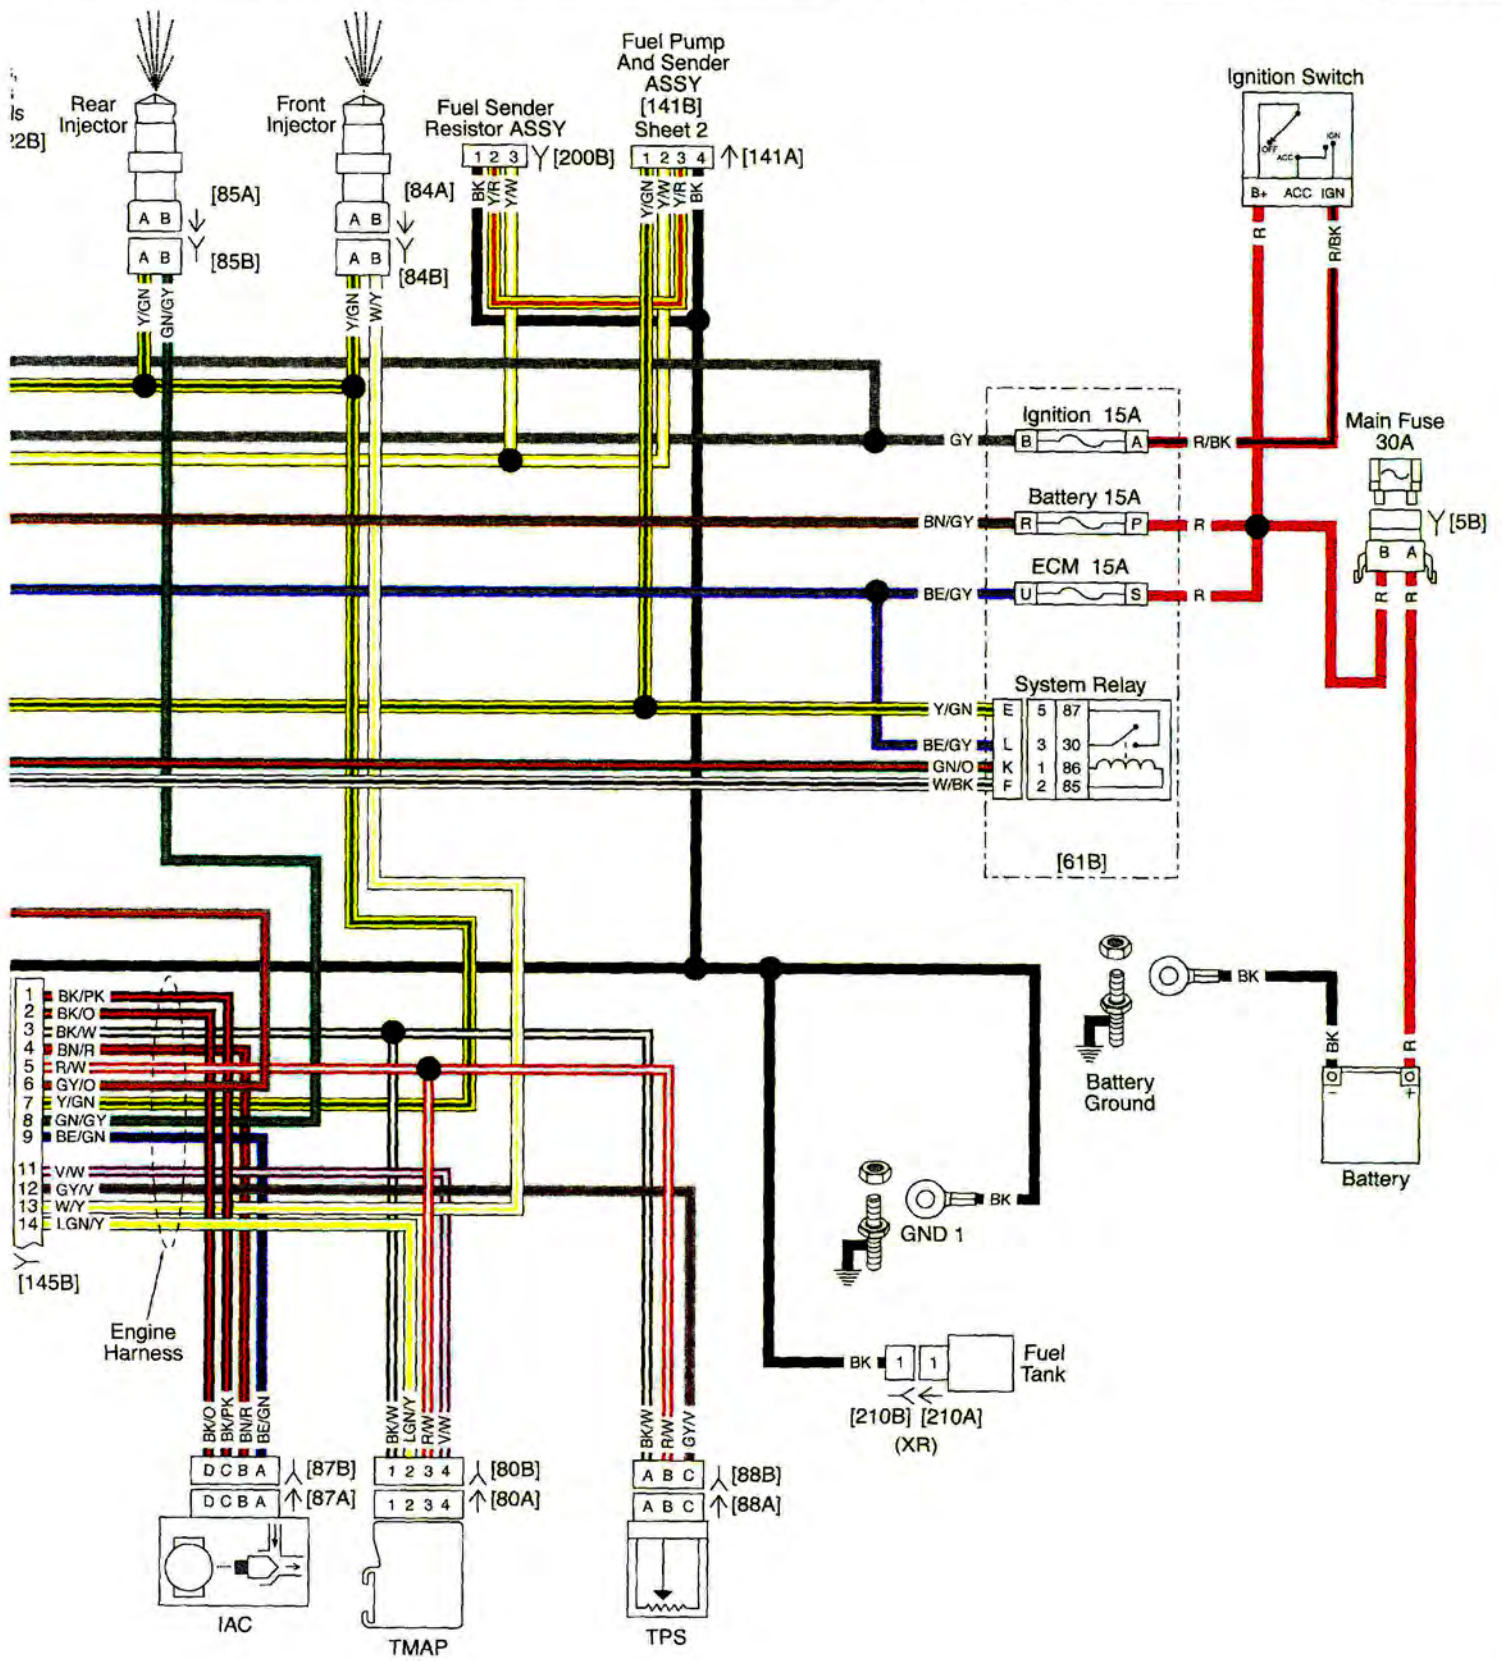 ls
22B]
Rear
Injector
[85A]
A B
A B
[85B]
Y/GN
GN/GY
Front
Injector
[84A]
A B
A B
[84B]
Y/GN
W/Y
Fuel Sender
Resistor ASSY
1 2 3
[200B]
BK
Y/R
Y/W
Fuel Pump
And Sender
ASSY
[141B]
Sheet 2
1 2 3 4
[141A]
Y/GN
Y/W
Y/R
BK
Ignition Switch
OFF
ACC
IGN
B+ ACC IGN
R
R/BK
Ignition 15A
GY B A R/BK
Main Fuse
30A
[5B]
B A
R
R
Battery 15A
BN/GY R P R
ECM 15A
BE/GY U S R
System Relay
Y/GN E 5 87
BE/GY L 3 30
GN/O K 1 86
W/BK F 2 85
[61B]
1 BK/PK
2 BK/O
3 BK/W
4 BN/R
5 R/W
6 GY/O
7 Y/GN
8 GN/GY
9 BE/GN
11 V/W
12 GY/V
13 W/Y
14 LGN/Y
[145B]
Engine
Harness
Battery
Ground
BK
BK
R
- +
Battery
BK
GND 1
BK 1 1
Fuel
Tank
[210B] [210A]
(XR)
BK/O
BK/PK
BN/R
BE/GN
D C B A
[87B]
D C B A
[87A]
IAC
BK/W
LGN/Y
R/W
V/W
1 2 3 4
[80B]
1 2 3 4
[80A]
TMAP
BK/W
R/W
GY/V
A B C
[88B]
A B C
[88A]
TPS